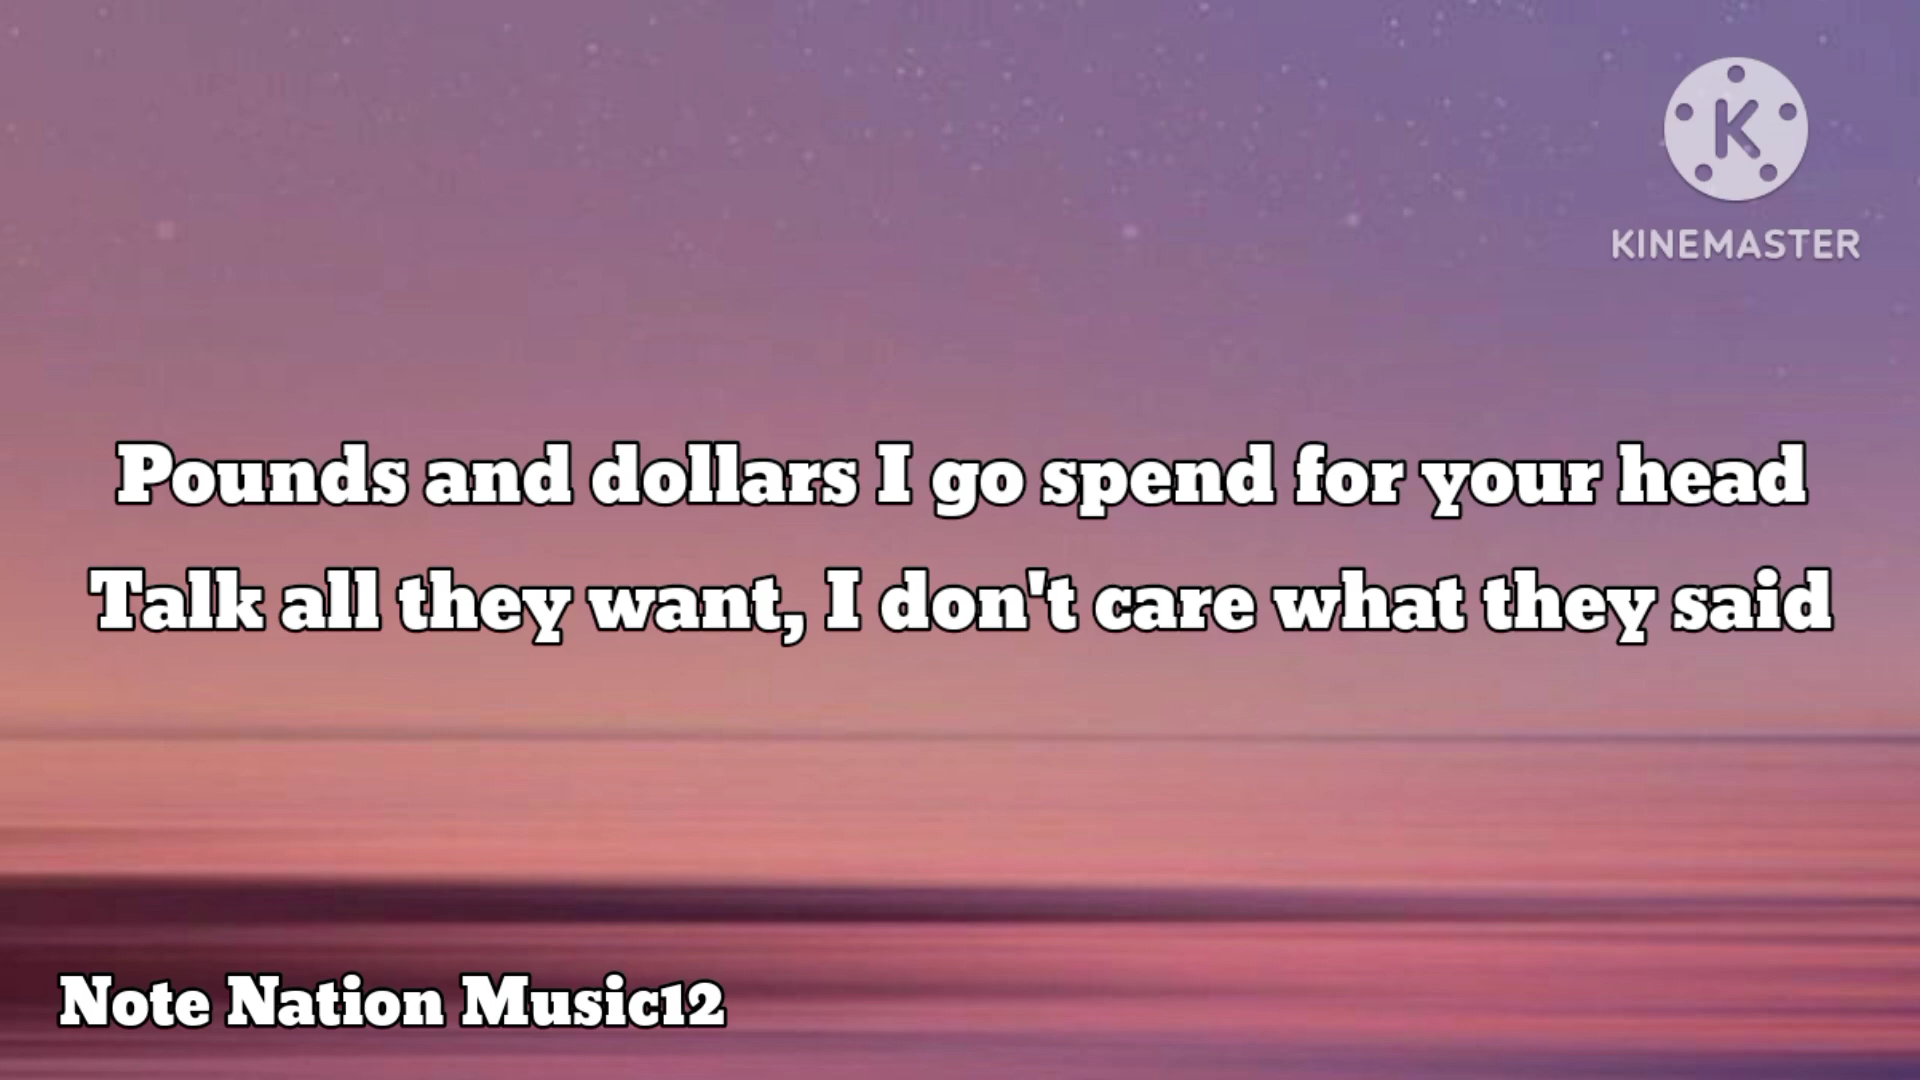 K
KINEMASTER
Pounds and dollars I go spend for your head
Talk all they want, I don't care what they said
Note Nation Music12